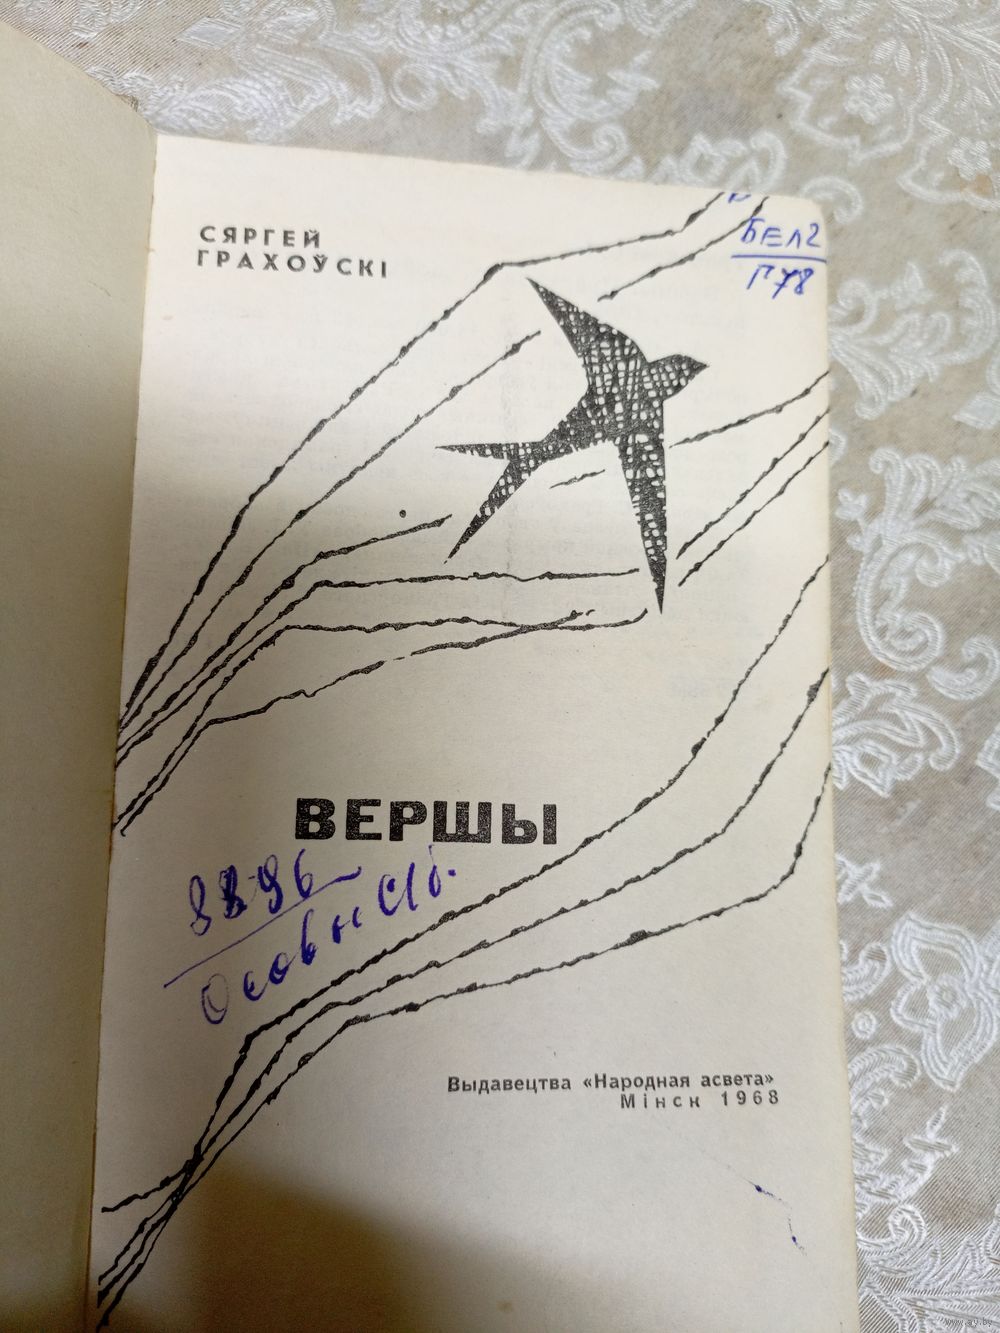 СЯРГЕЙ
ГРАХОЎСКІ
БЕЛ2
Г78
ВЕРШЫ
Выдавецтва «Народная асвета»
Мінск 1968